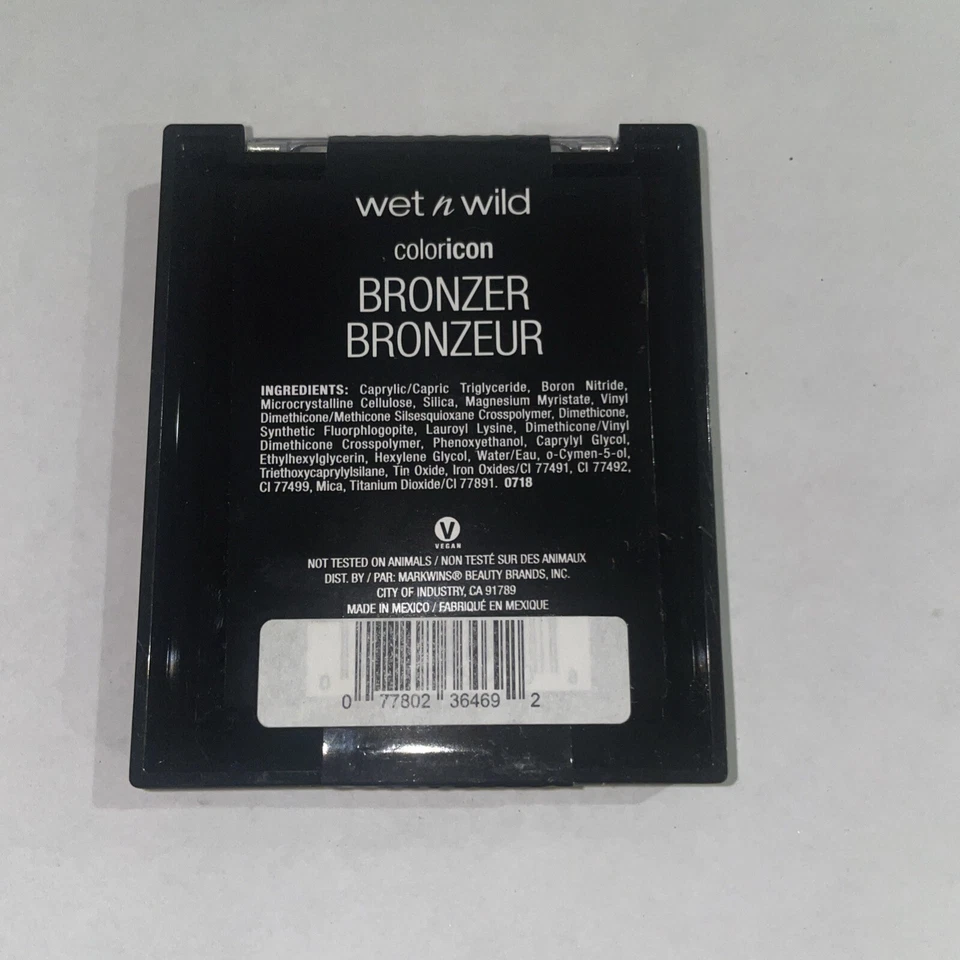 wet n wild
coloricon
BRONZER
BRONZEUR
INGREDIENTS: Caprylic/Capric Triglyceride, Boron Nitride,
Microcrystalline Cellulose, Silica, Magnesium Myristate, Vinyl
Dimethicone/Methicone Silsesquioxane Crosspolymer, Dimethicone,
Synthetic Fluorphlogopite, Lauroyl Lysine, Dimethicone/Vinyl
Dimethicone Crosspolymer, Phenoxyethanol, Caprylyl Glycol,
Ethylhexylglycerin, Hexylene Glycol, Water/Eau, o-Cymen-5-ol,
Triethoxycaprylylsilane, Tin Oxide, Iron Oxides/CI 77491, CI 77492,
CI 77499, Mica, Titanium Dioxide/CI 77891. 0718
V
VEGAN
NOT TESTED ON ANIMALS / NON TESTÉ SUR DES ANIMAUX
DIST. BY / PAR: MARKWINS® BEAUTY BRANDS, INC.
CITY OF INDUSTRY, CA 91789
MADE IN MEXICO / FABRIQUÉ EN MEXIQUE
0 77802 36469 2